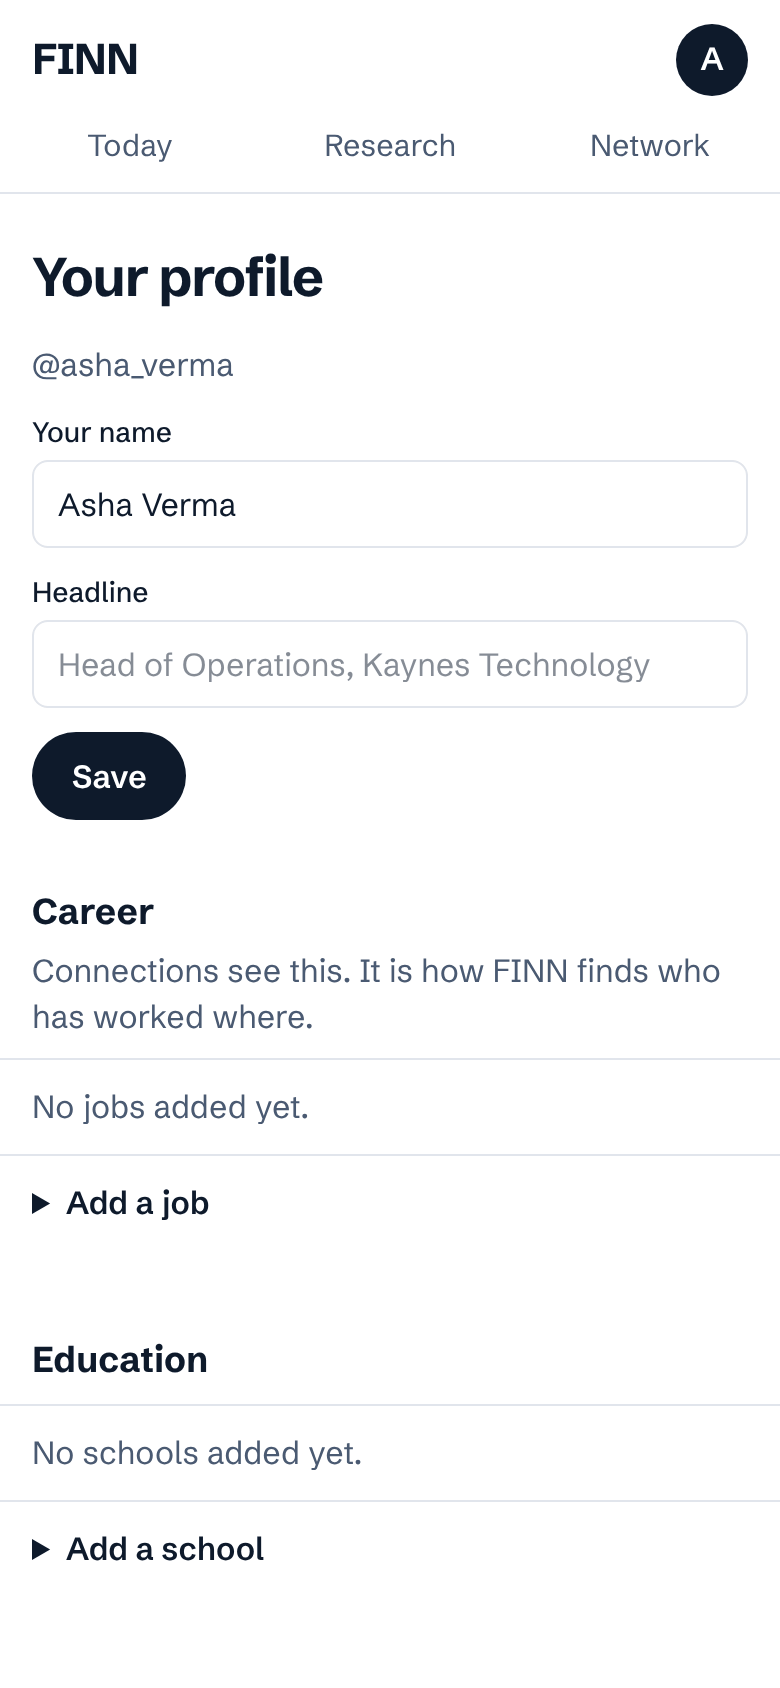 FINN
A
Today Research Network
Your profile
@asha_verma
Your name
Asha Verma
Headline
Head of Operations, Kaynes Technology
Save
Career
Connections see this. It is how FINN finds who
has worked where.
No jobs added yet.
Add a job
Education
No schools added yet.
Add a school